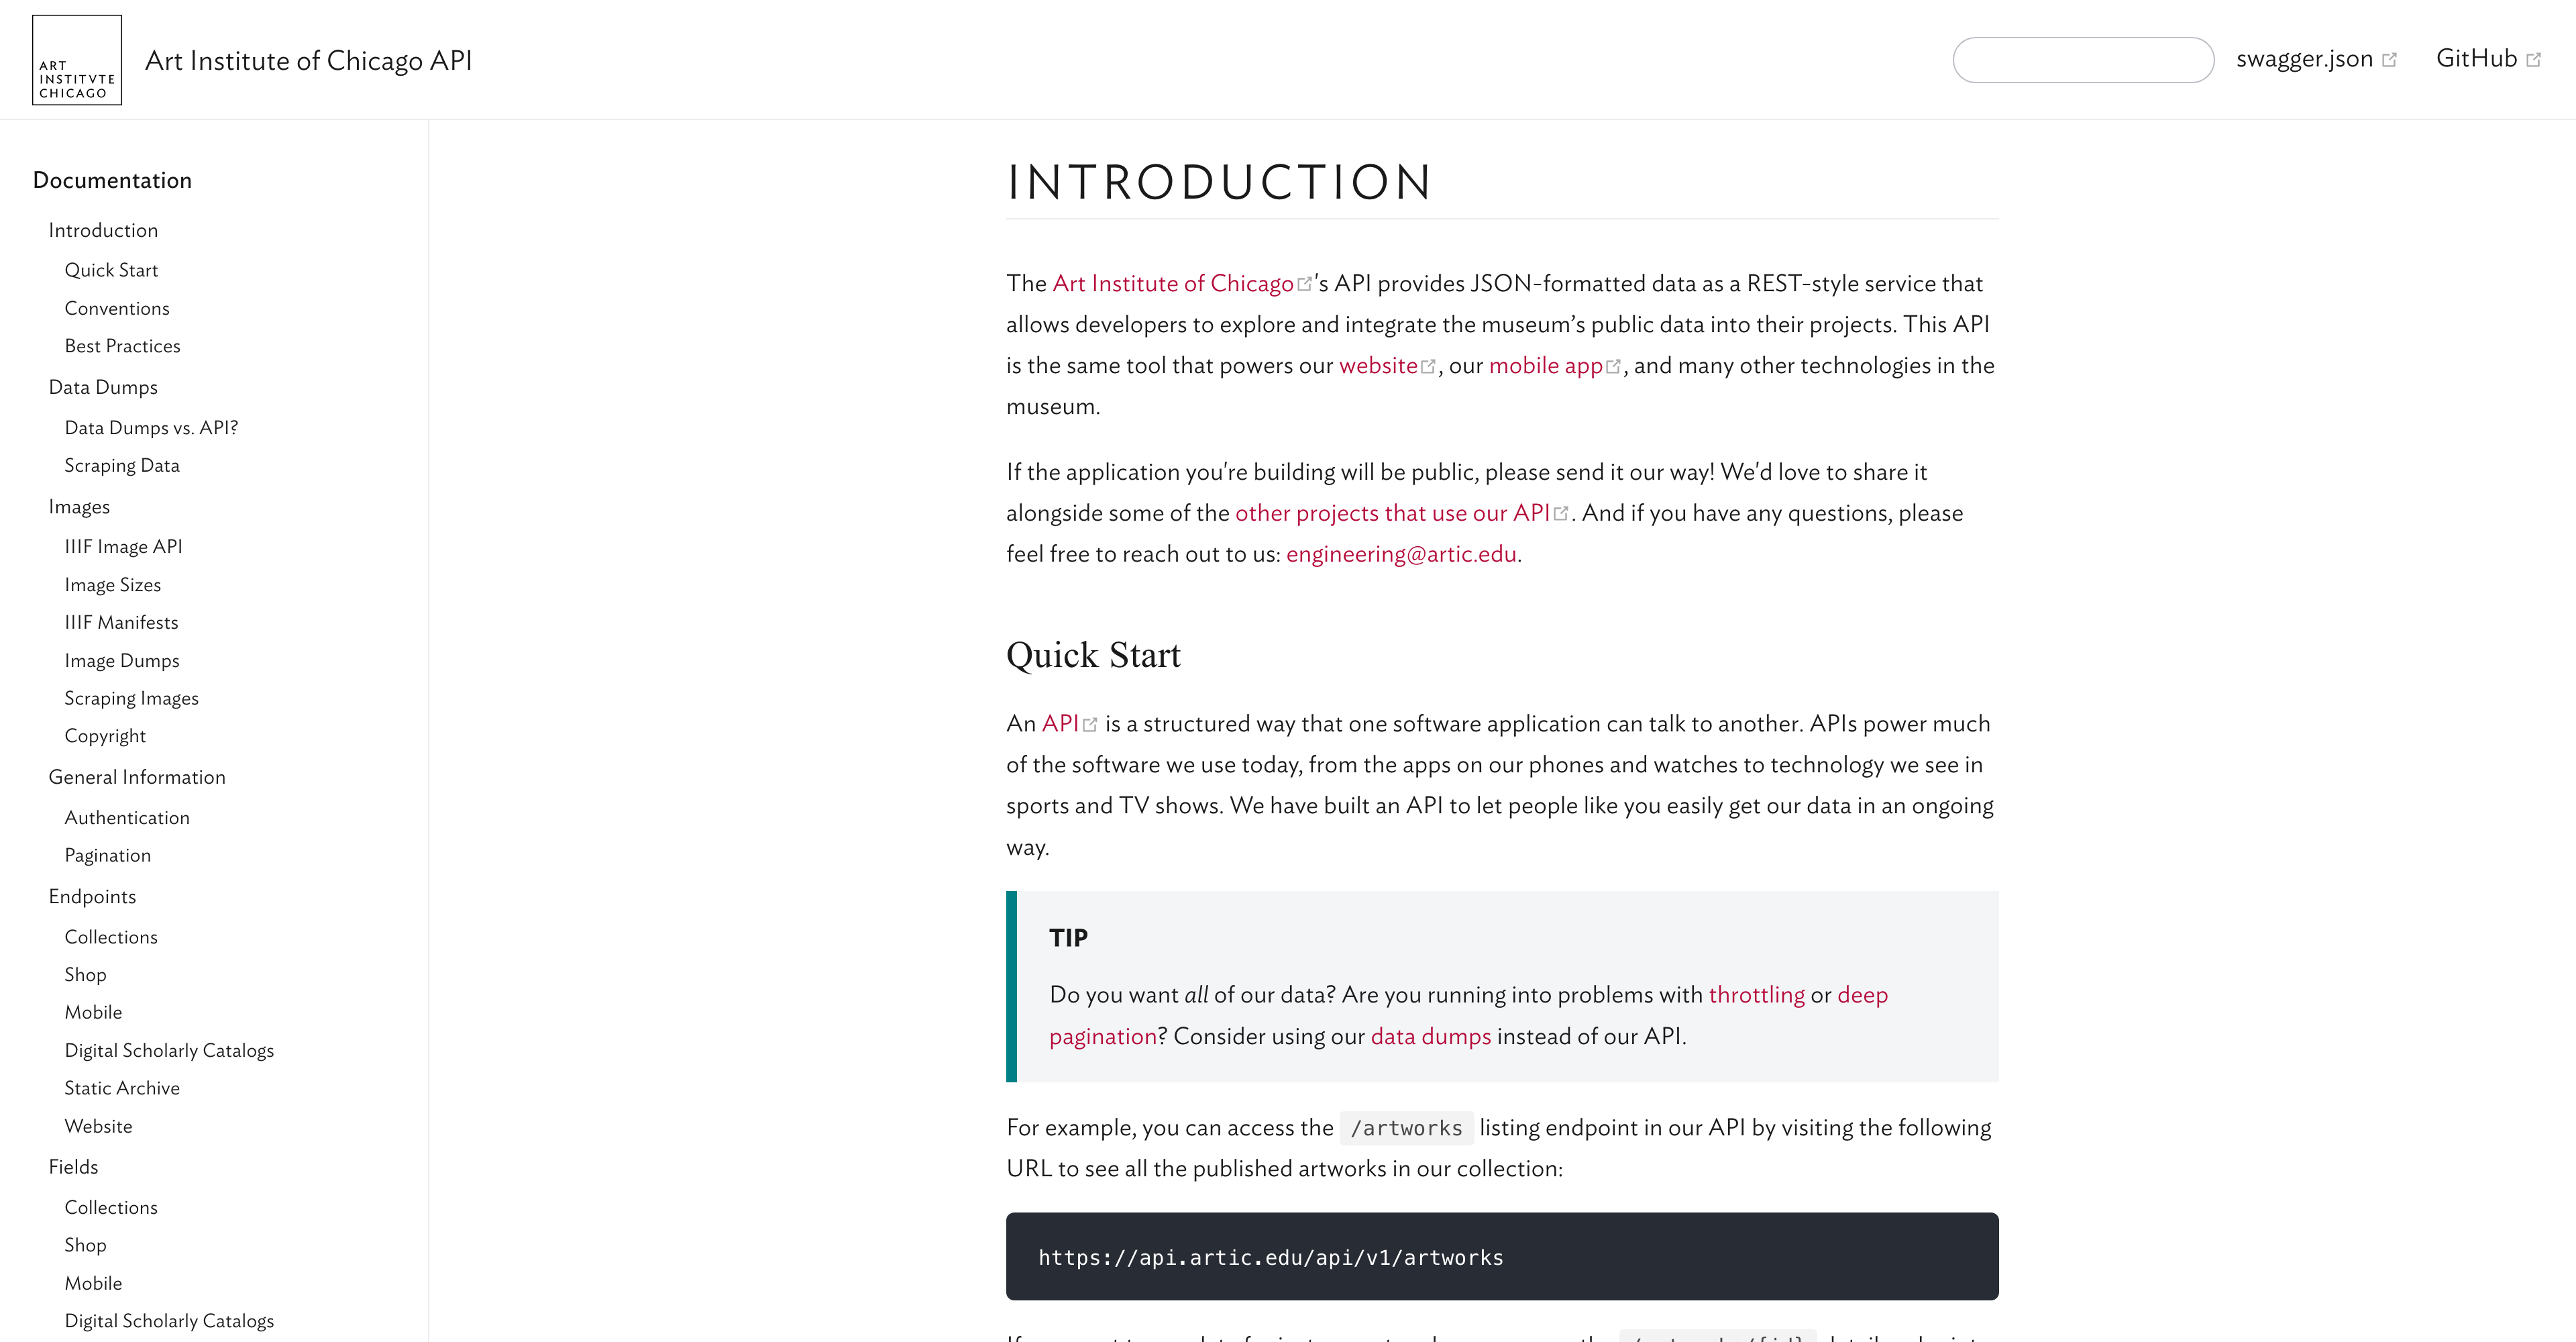 ART
INSTITVTE
CHICAGO
Art Institute of Chicago API
swagger.json
GitHub
Documentation
Introduction
Quick Start
Conventions
Best Practices
Data Dumps
Data Dumps vs. API?
Scraping Data
Images
IIIF Image API
Image Sizes
IIIF Manifests
Image Dumps
Scraping Images
Copyright
General Information
Authentication
Pagination
Endpoints
Collections
Shop
Mobile
Digital Scholarly Catalogs
Static Archive
Website
Fields
Collections
Shop
Mobile
Digital Scholarly Catalogs
INTRODUCTION
The Art Institute of Chicago's API provides JSON-formatted data as a REST-style service that
allows developers to explore and integrate the museum’s public data into their projects. This API
is the same tool that powers our website, our mobile app, and many other technologies in the
museum.
If the application you're building will be public, please send it our way! We'd love to share it
alongside some of the other projects that use our API. And if you have any questions, please
feel free to reach out to us: engineering@artic.edu.
Quick Start
An API is a structured way that one software application can talk to another. APIs power much
of the software we use today, from the apps on our phones and watches to technology we see in
sports and TV shows. We have built an API to let people like you easily get our data in an ongoing
way.
TIP
Do you want all of our data? Are you running into problems with throttling or deep
pagination? Consider using our data dumps instead of our API.
For example, you can access the /artworks listing endpoint in our API by visiting the following
URL to see all the published artworks in our collection:
https://api.artic.edu/api/v1/artworks